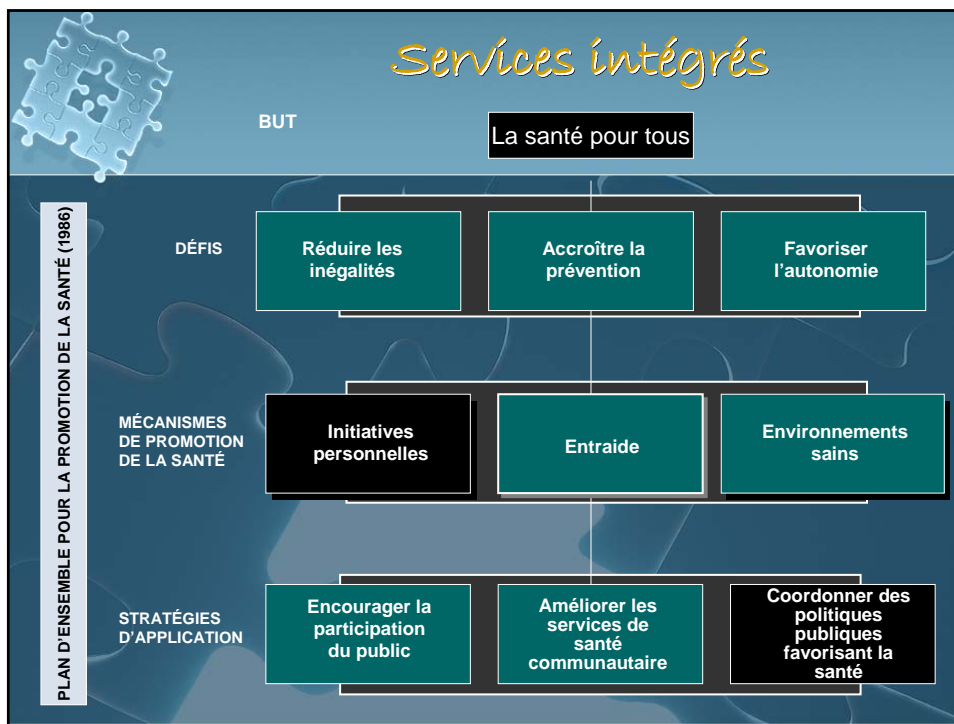 Services intégrés
BUT
La santé pour tous
PLAN D'ENSEMBLE POUR LA PROMOTION DE LA SANTÉ (1986)
DÉFIS
Réduire les
inégalités
Accroître la
prévention
Favoriser
l'autonomie
MÉCANISMES
DE PROMOTION
DE LA SANTÉ
Initiatives
personnelles
Entraide
Environnements
sains
STRATÉGIES
D'APPLICATION
Encourager la
participation
du public
Améliorer les
services de
santé
communautaire
Coordonner des
politiques
publiques
favorisant la
santé